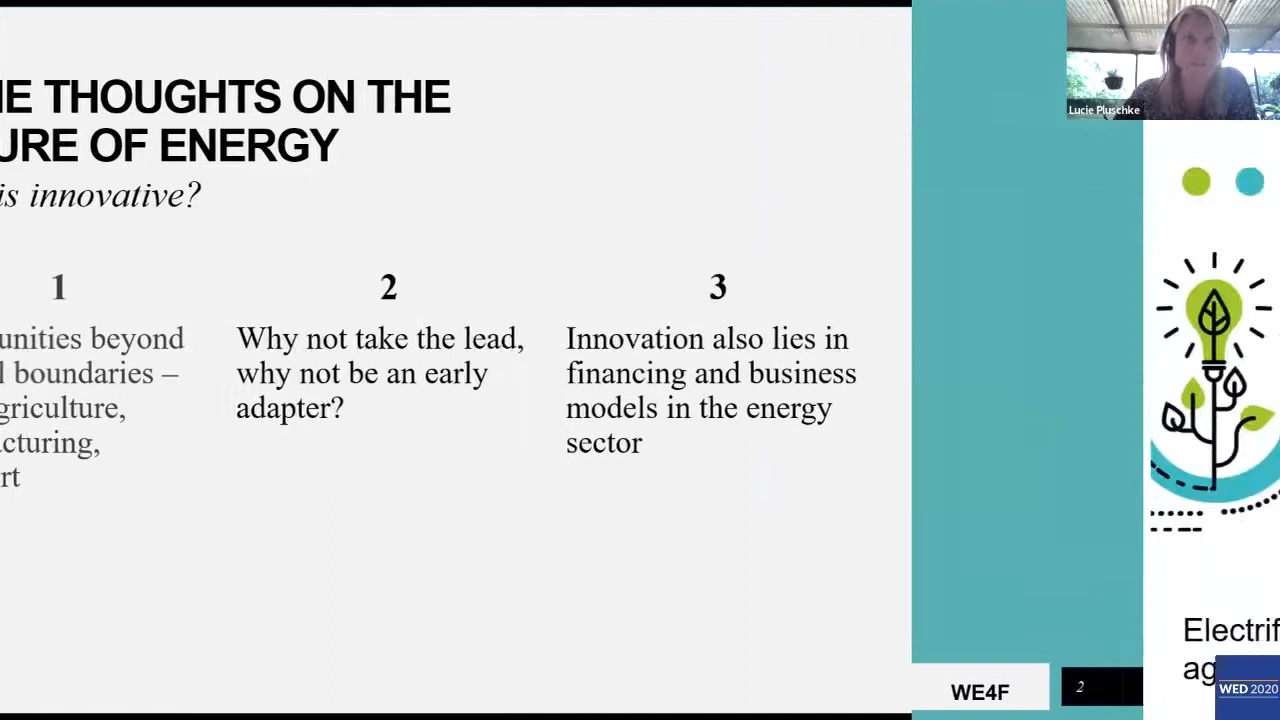 IE THOUGHTS ON THE
URE OF ENERGY
is innovative?
1
unities beyond
l boundaries –
griculture,
cturing,
rt
2
Why not take the lead,
why not be an early
adapter?
3
Innovation also lies in
financing and business
models in the energy
sector
WE4F
2
Lucie Pluschke
Electrif
ag
WED 2020